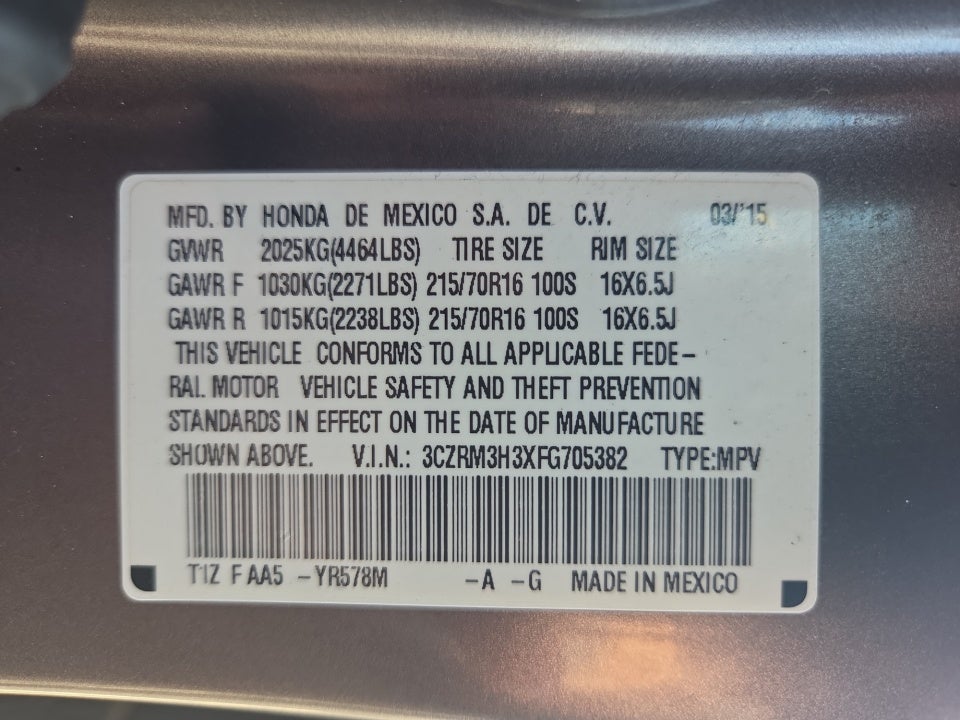 MFD. BY HONDA DE MEXICO S.A. DE C.V. 03/'15
GVWR 2025KG(4464LBS) TIRE SIZE RIM SIZE
GAWR F 1030KG(2271LBS) 215/70R16 100S 16X6.5J
GAWR R 1015KG(2238LBS) 215/70R16 100S 16X6.5J
THIS VEHICLE CONFORMS TO ALL APPLICABLE FEDE-
RAL MOTOR VEHICLE SAFETY AND THEFT PREVENTION
STANDARDS IN EFFECT ON THE DATE OF MANUFACTURE
SHOWN ABOVE. V.I.N.: 3CZRM3H3XFG705382 TYPE:MPV
T1Z F AA5 -YR578M -A -G MADE IN MEXICO